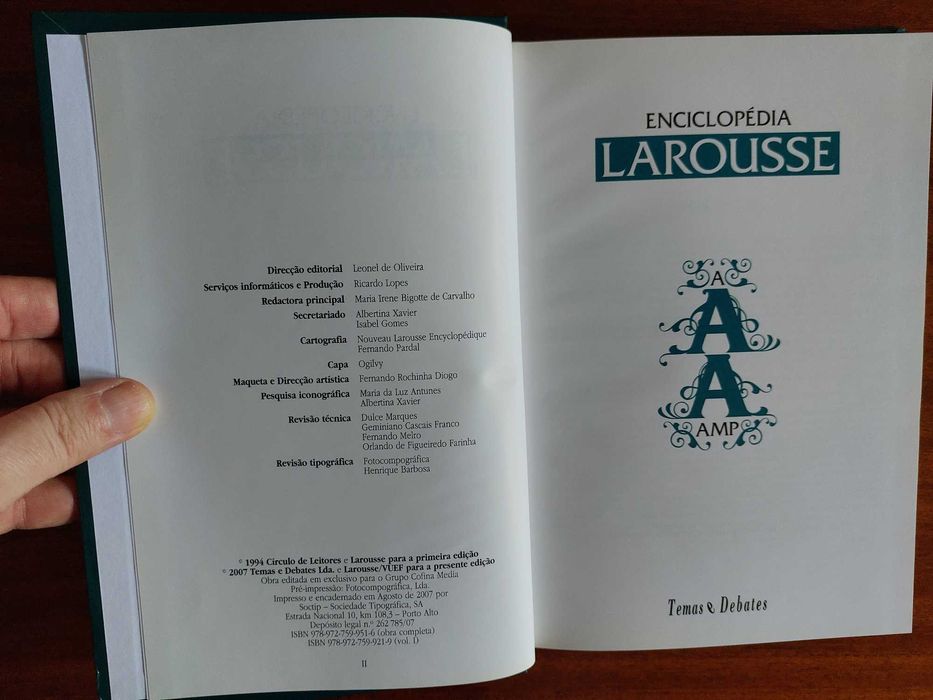 Direcção editorial Leonel de Oliveira
Serviços informáticos e Produção Ricardo Lopes
Redactora principal Maria Irene Bigotte de Carvalho
Secretariado Albertina Xavier
Isabel Gomes
Cartografia Nouveau Larousse Encyclopédique
Fernando Pardal
Capa Ogilvy
Maqueta e Direcção artística Fernando Rochinha Diogo
Pesquisa iconográfica Maria da Luz Antunes
Albertina Xavier
Revisão técnica Dulce Marques
Geminiano Cascais Franco
Fernando Meiro
Orlando de Figueiredo Farinha
Revisão tipográfica Fotocompográfica
Henrique Barbosa
© 1994 Círculo de Leitores e Larousse para a primeira edição
© 2007 Temas e Debates Lda. e Larousse/VUEF para a presente edição
Obra editada em exclusivo para o Grupo Cofina Media
Pré-impressão: Fotocompográfica, Lda.
Impresso e encadernado em Agosto de 2007 por
Soctip – Sociedade Tipográfica, SA
Estrada Nacional 10, km 108,3 – Porto Alto
Depósito legal n.º 262 785/07
ISBN 978-972-759-951-6 (obra completa)
ISBN 978-972-759-921-9 (vol. I)
II
ENCICLOPÉDIA
LAROUSSE
A
A
A
AMP
Temas e Debates